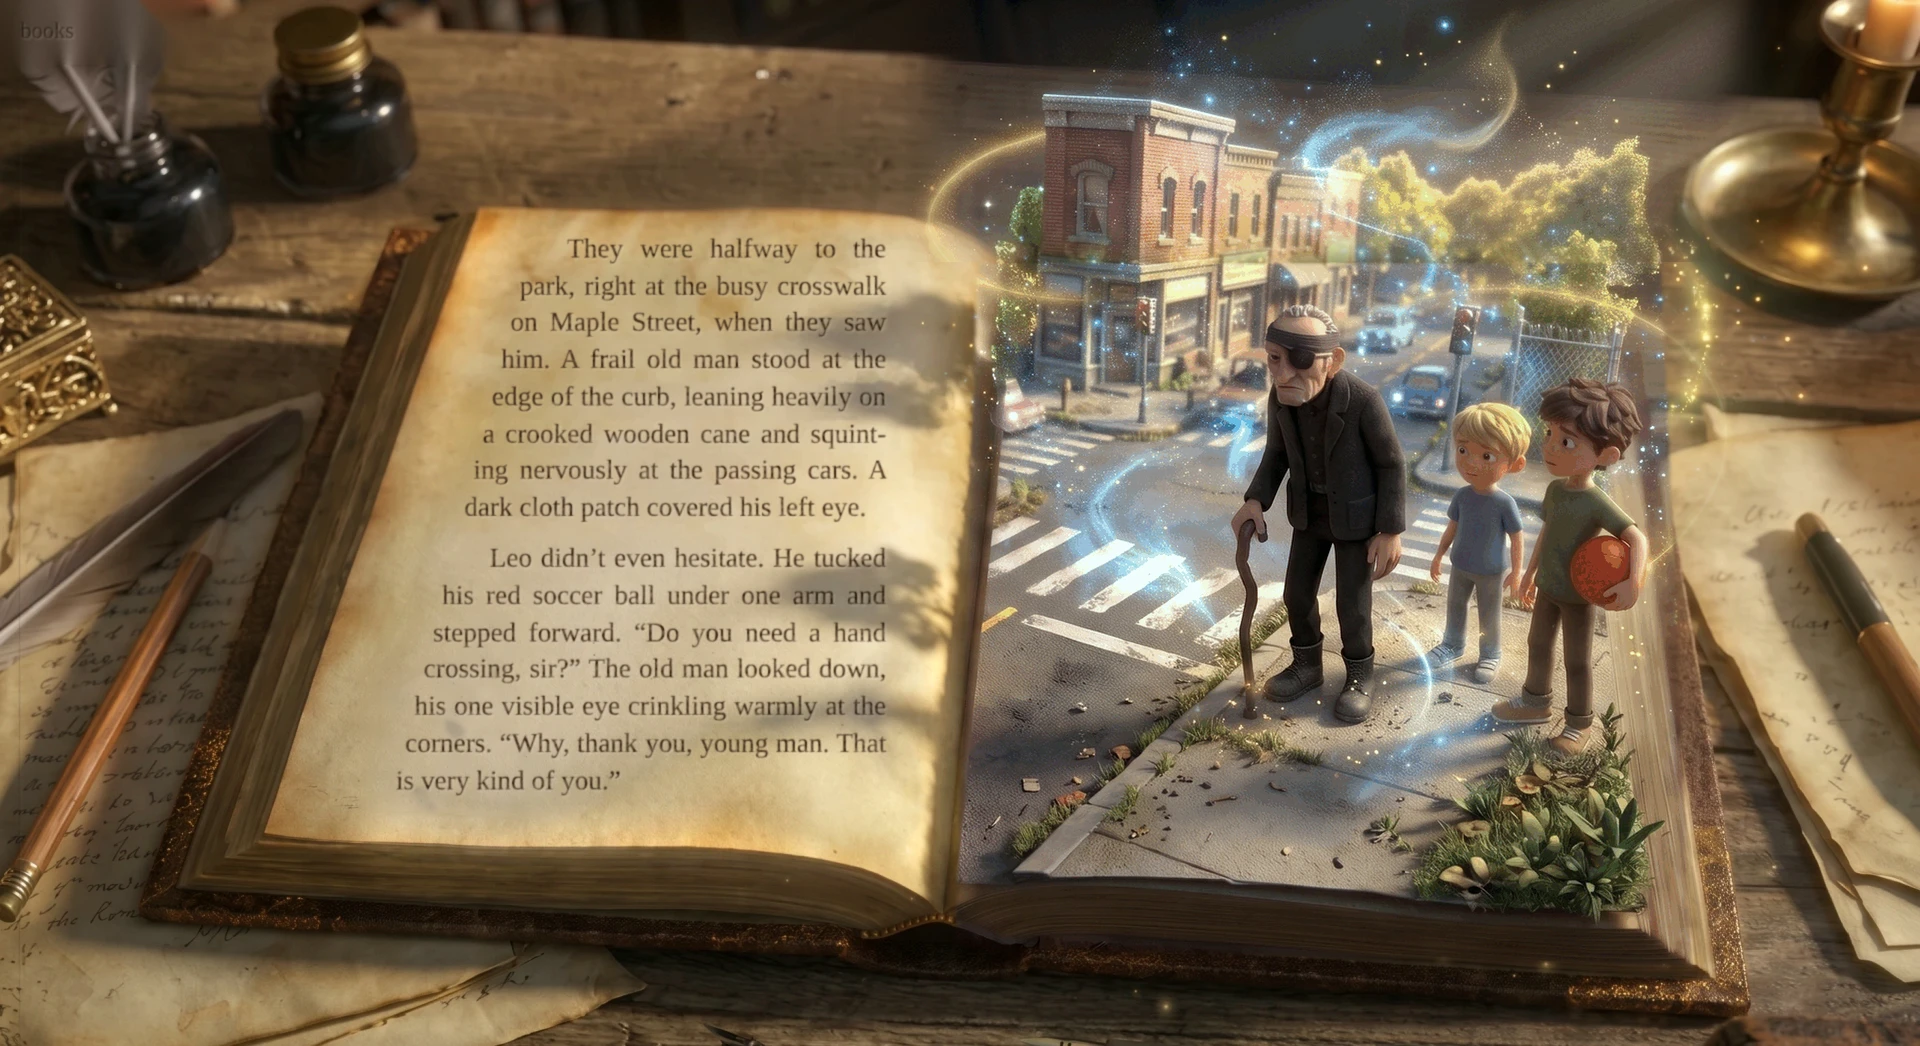 books
They were halfway to the
park, right at the busy crosswalk
on Maple Street, when they saw
him. A frail old man stood at the
edge of the curb, leaning heavily on
a crooked wooden cane and squint-
ing nervously at the passing cars. A
dark cloth patch covered his left eye.
Leo didn’t even hesitate. He tucked
his red soccer ball under one arm and
stepped forward. “Do you need a hand
crossing, sir?” The old man looked down,
his one visible eye crinkling warmly at the
corners. “Why, thank you, young man. That
is very kind of you.”